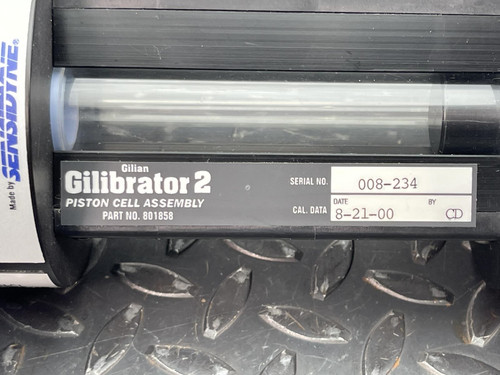 Made by SENSIDYNE®
Gilian
Gilibrator 2
PISTON CELL ASSEMBLY
PART NO. 801858
SERIAL NO. 008-234
CAL. DATA DATE 8-21-00 BY CD